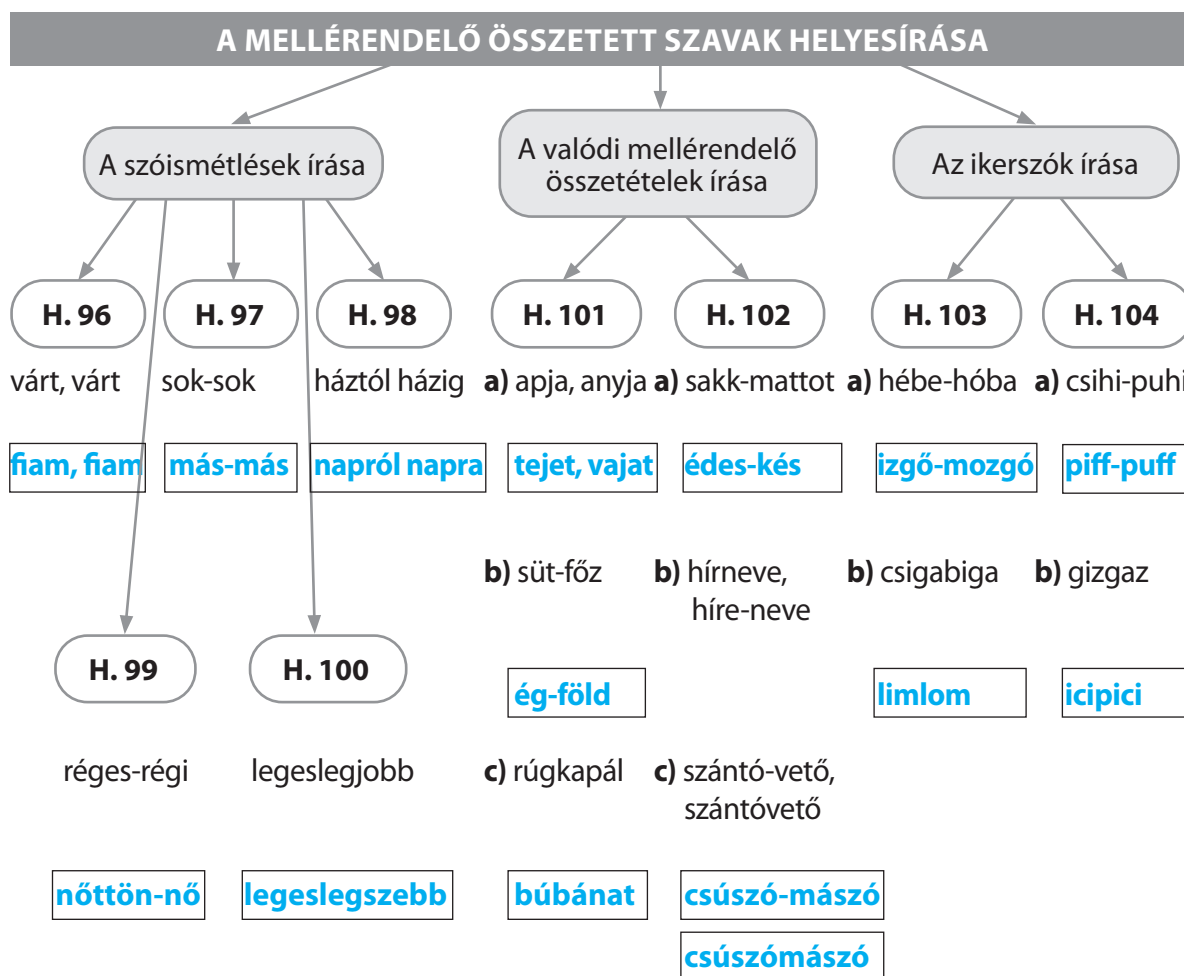 A MELLÉRENDELŐ ÖSSZETETT SZAVAK HELYESÍRÁSA
A szóismétlések írása
A valódi mellérendelő
összetételek írása
Az ikerszók írása
H. 96 H. 97 H. 98 H. 101 H. 102 H. 103 H. 104
várt, várt sok-sok háztól házig a) apja, anyja a) sakk-mattot a) hébe-hóba a) csihi-puhi
fiam, fiam más-más napról napra tejet, vajat édes-kés izgő-mozgó piff-puff
b) süt-főz b) hírneve, b) csigabiga b) gizgaz
híre-neve
H. 99 H. 100
ég-föld limlom icipici
réges-régi legeslegjobb c) rúgkapál c) szántó-vető,
szántóvető
nőttön-nő legeslegszebb búbánat csúszó-mászó
csúszómászó